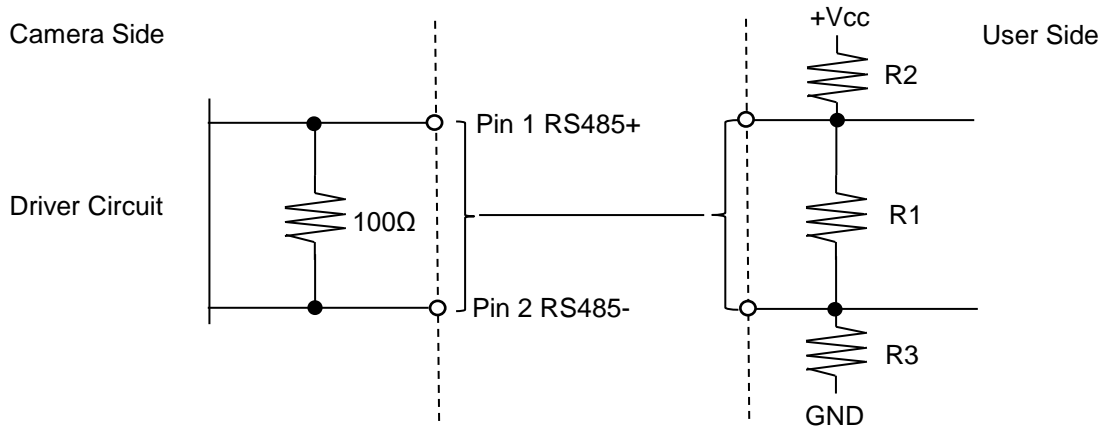 +Vcc
Camera Side
User Side
R2
Pin 1 RS485+
Driver Circuit
100Ω
R1
Pin 2 RS485-
R3
GND